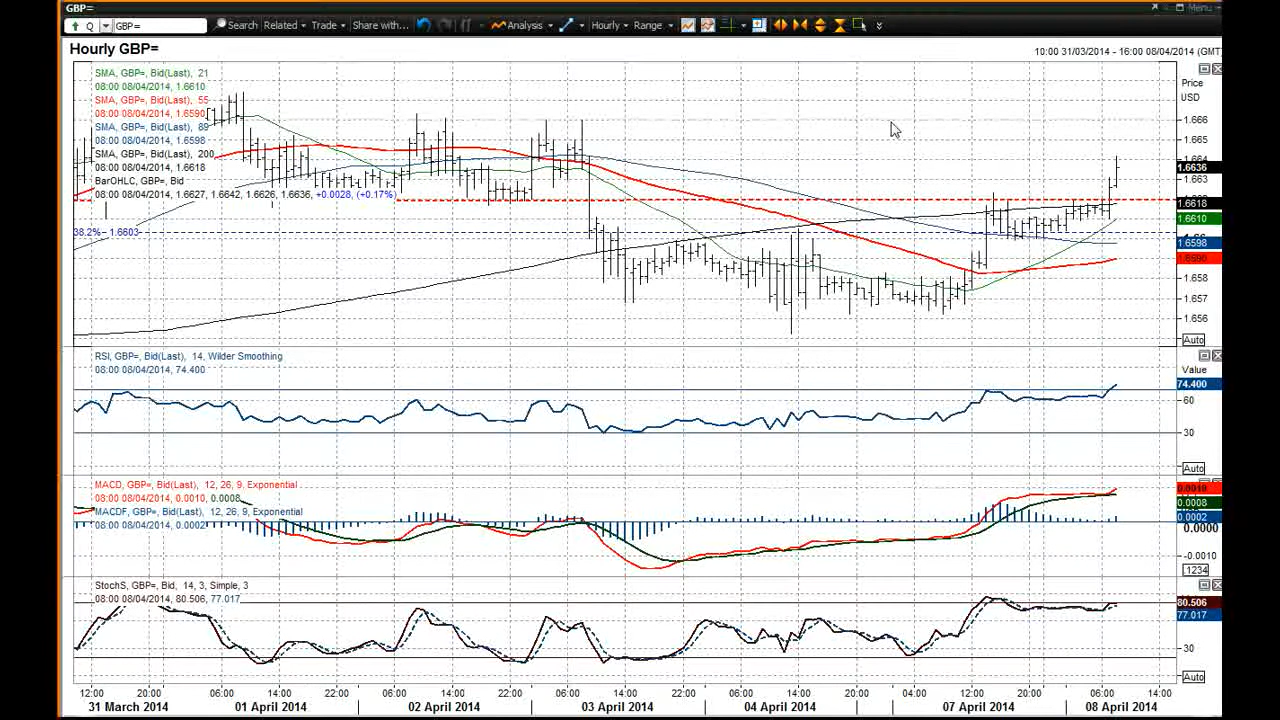 GBP=
Menu
Q GBP= Search Related Trade Share with... Analysis Hourly Range
Hourly GBP=
10:00 31/03/2014 - 16:00 08/04/2014 (GMT)
SMA, GBP=, Bid(Last), 21
08:00 08/04/2014, 1.6610
SMA, GBP=, Bid(Last), 55
08:00 08/04/2014, 1.6590
SMA, GBP=, Bid(Last), 89
08:00 08/04/2014, 1.6598
SMA, GBP=, Bid(Last), 200
08:00 08/04/2014, 1.6618
BarOHLC, GBP=, Bid
08:00 08/04/2014, 1.6627, 1.6642, 1.6626, 1.6636, +0.0028, (+0.17%)
38.2%- 1.6603
Price
USD
1.666
1.665
1.664
1.6636
1.663
1.6618
1.6610
1.66
1.6598
1.6590
1.658
1.657
1.656
Auto
RSI, GBP=, Bid(Last), 14, Wilder Smoothing
08:00 08/04/2014, 74.400
Value
74.400
60
30
Auto
MACD, GBP=, Bid(Last), 12, 26, 9, Exponential
08:00 08/04/2014, 0.0010, 0.0008
MACDF, GBP=, Bid(Last), 12, 26, 9, Exponential
08:00 08/04/2014, 0.0002
0.0010
0.0008
0.0002
0.0000
-0.0010
.1234
StochS, GBP=, Bid, 14, 3, Simple, 3
08:00 08/04/2014, 80.506, 77.017
80.506
77.017
30
Auto
12:00 20:00 06:00 14:00 22:00 06:00 14:00 22:00 06:00 14:00 22:00 06:00 12:00 20:00 04:00 12:00 20:00 06:00 14:00
31 March 2014 01 April 2014 02 April 2014 03 April 2014 04 April 2014 07 April 2014 08 April 2014